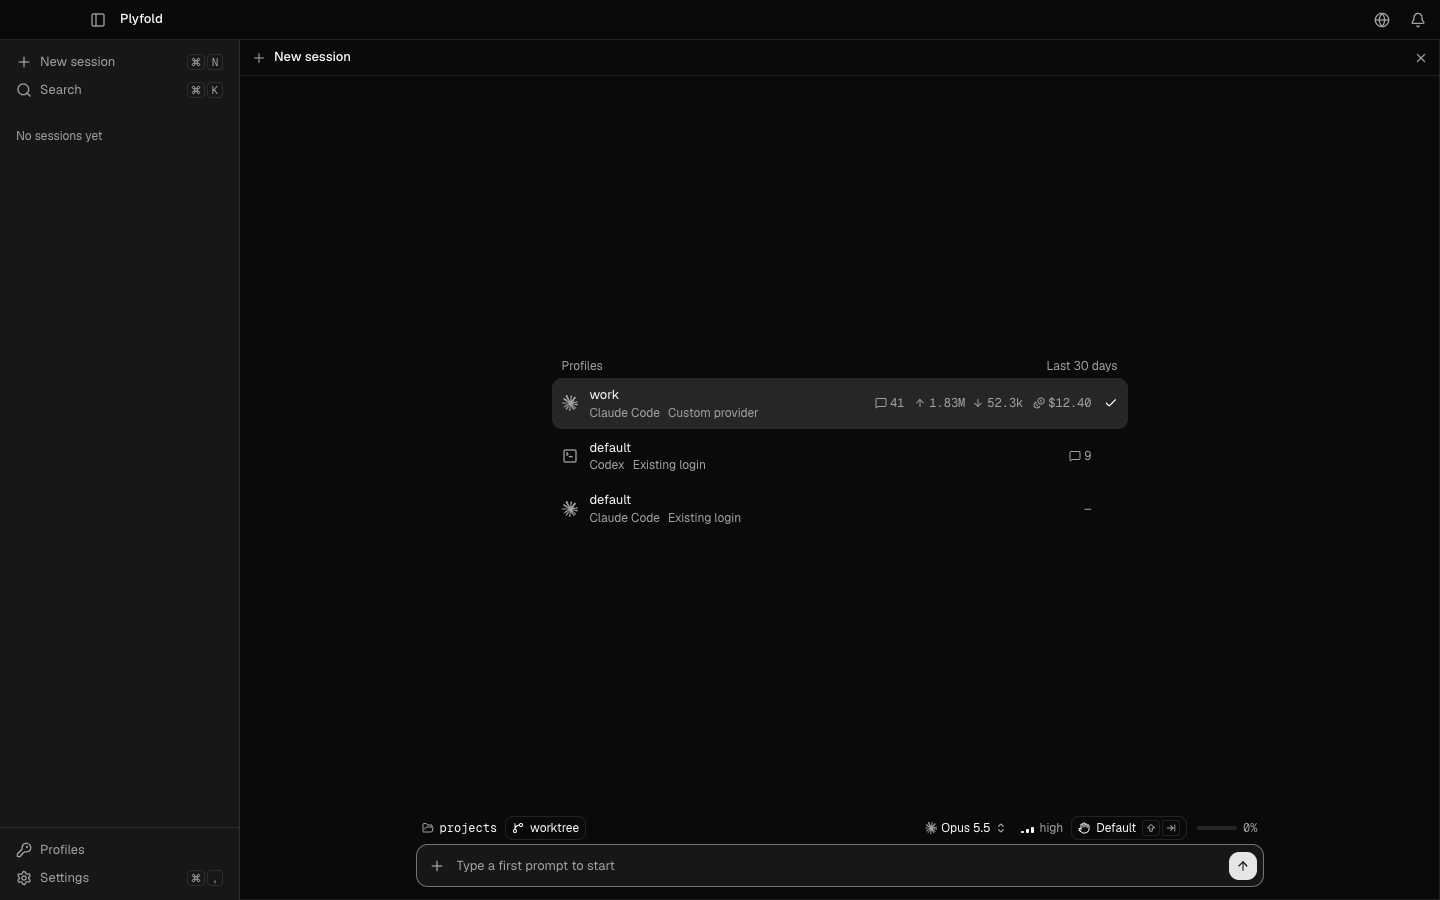 Plyfold
New session ⌘ N
Search ⌘ K
No sessions yet
New session
Profiles Last 30 days
work
Claude Code Custom provider
41 ↑ 1.83M ↓ 52.3k $12.40
default
Codex Existing login
9
default
Claude Code Existing login
–
projects worktree Opus 5.5 high Default 0%
Type a first prompt to start
Profiles
Settings ⌘ ,